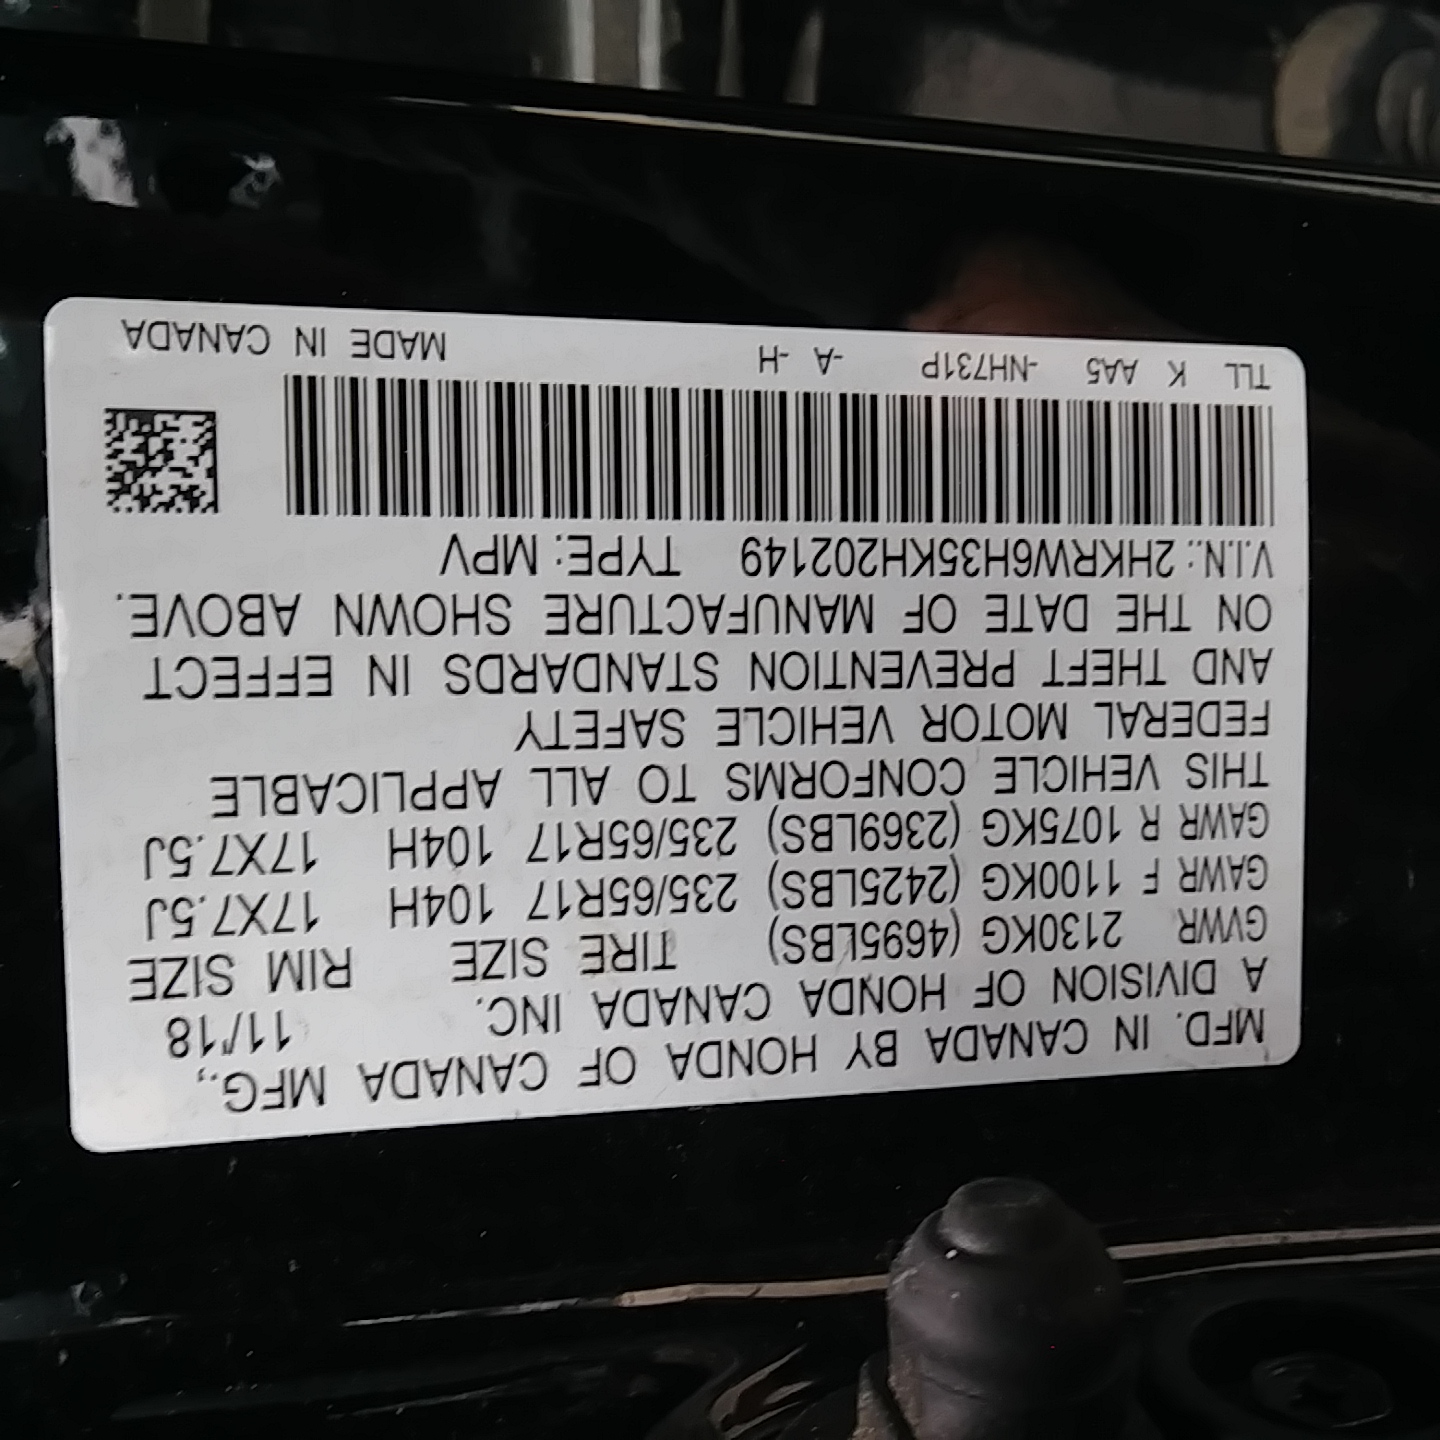 MFD. IN CANADA BY HONDA OF CANADA MFG.,
A DIVISION OF HONDA CANADA INC. 11/18
GVWR 2130KG (4695LBS) TIRE SIZE RIM SIZE
GAWR F 1100KG (2425LBS) 235/65R17 104H 17X7.5J
GAWR R 1075KG (2369LBS) 235/65R17 104H 17X7.5J
THIS VEHICLE CONFORMS TO ALL APPLICABLE
FEDERAL MOTOR VEHICLE SAFETY
AND THEFT PREVENTION STANDARDS IN EFFECT
ON THE DATE OF MANUFACTURE SHOWN ABOVE.
V.I.N.: 2HKRW6H35KH202149 TYPE: MPV
TLL K AA5 -NH731P -A -H MADE IN CANADA